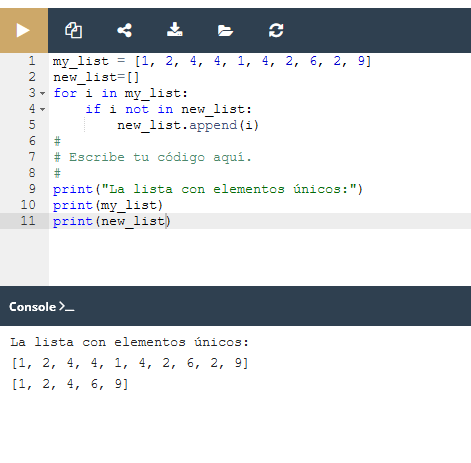 1 my_list = [1, 2, 4, 4, 1, 4, 2, 6, 2, 9]
2 new_list=[]
3 for i in my_list:
4     if i not in new_list:
5         new_list.append(i)
6 #
7 # Escribe tu código aquí.
8 #
9 print("La lista con elementos únicos:")
10 print(my_list)
11 print(new_list)
Console >_
La lista con elementos únicos:
[1, 2, 4, 4, 1, 4, 2, 6, 2, 9]
[1, 2, 4, 6, 9]